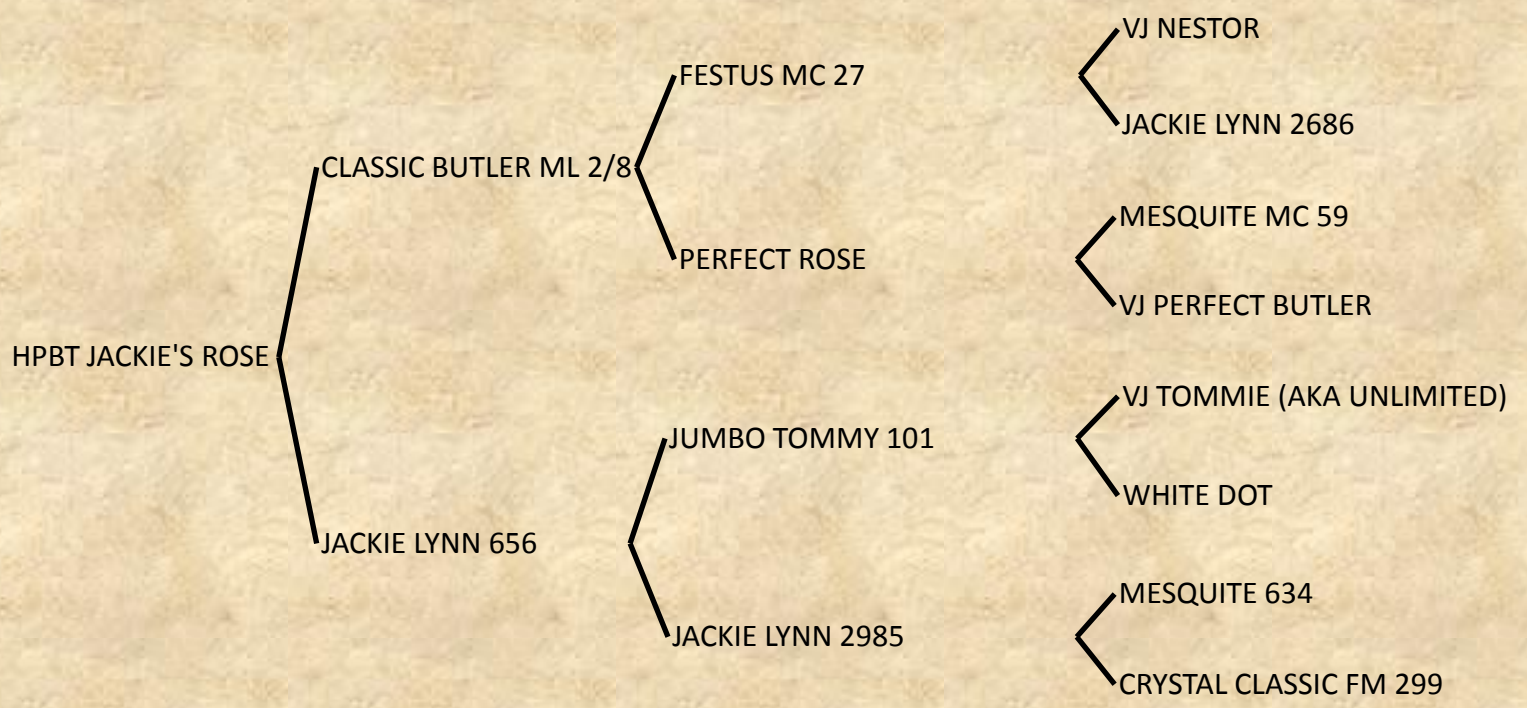 VJ NESTOR
FESTUS MC 27
JACKIE LYNN 2686
CLASSIC BUTLER ML 2/8
MESQUITE MC 59
PERFECT ROSE
VJ PERFECT BUTLER
HPBT JACKIE'S ROSE
VJ TOMMIE (AKA UNLIMITED)
JUMBO TOMMY 101
WHITE DOT
JACKIE LYNN 656
MESQUITE 634
JACKIE LYNN 2985
CRYSTAL CLASSIC FM 299